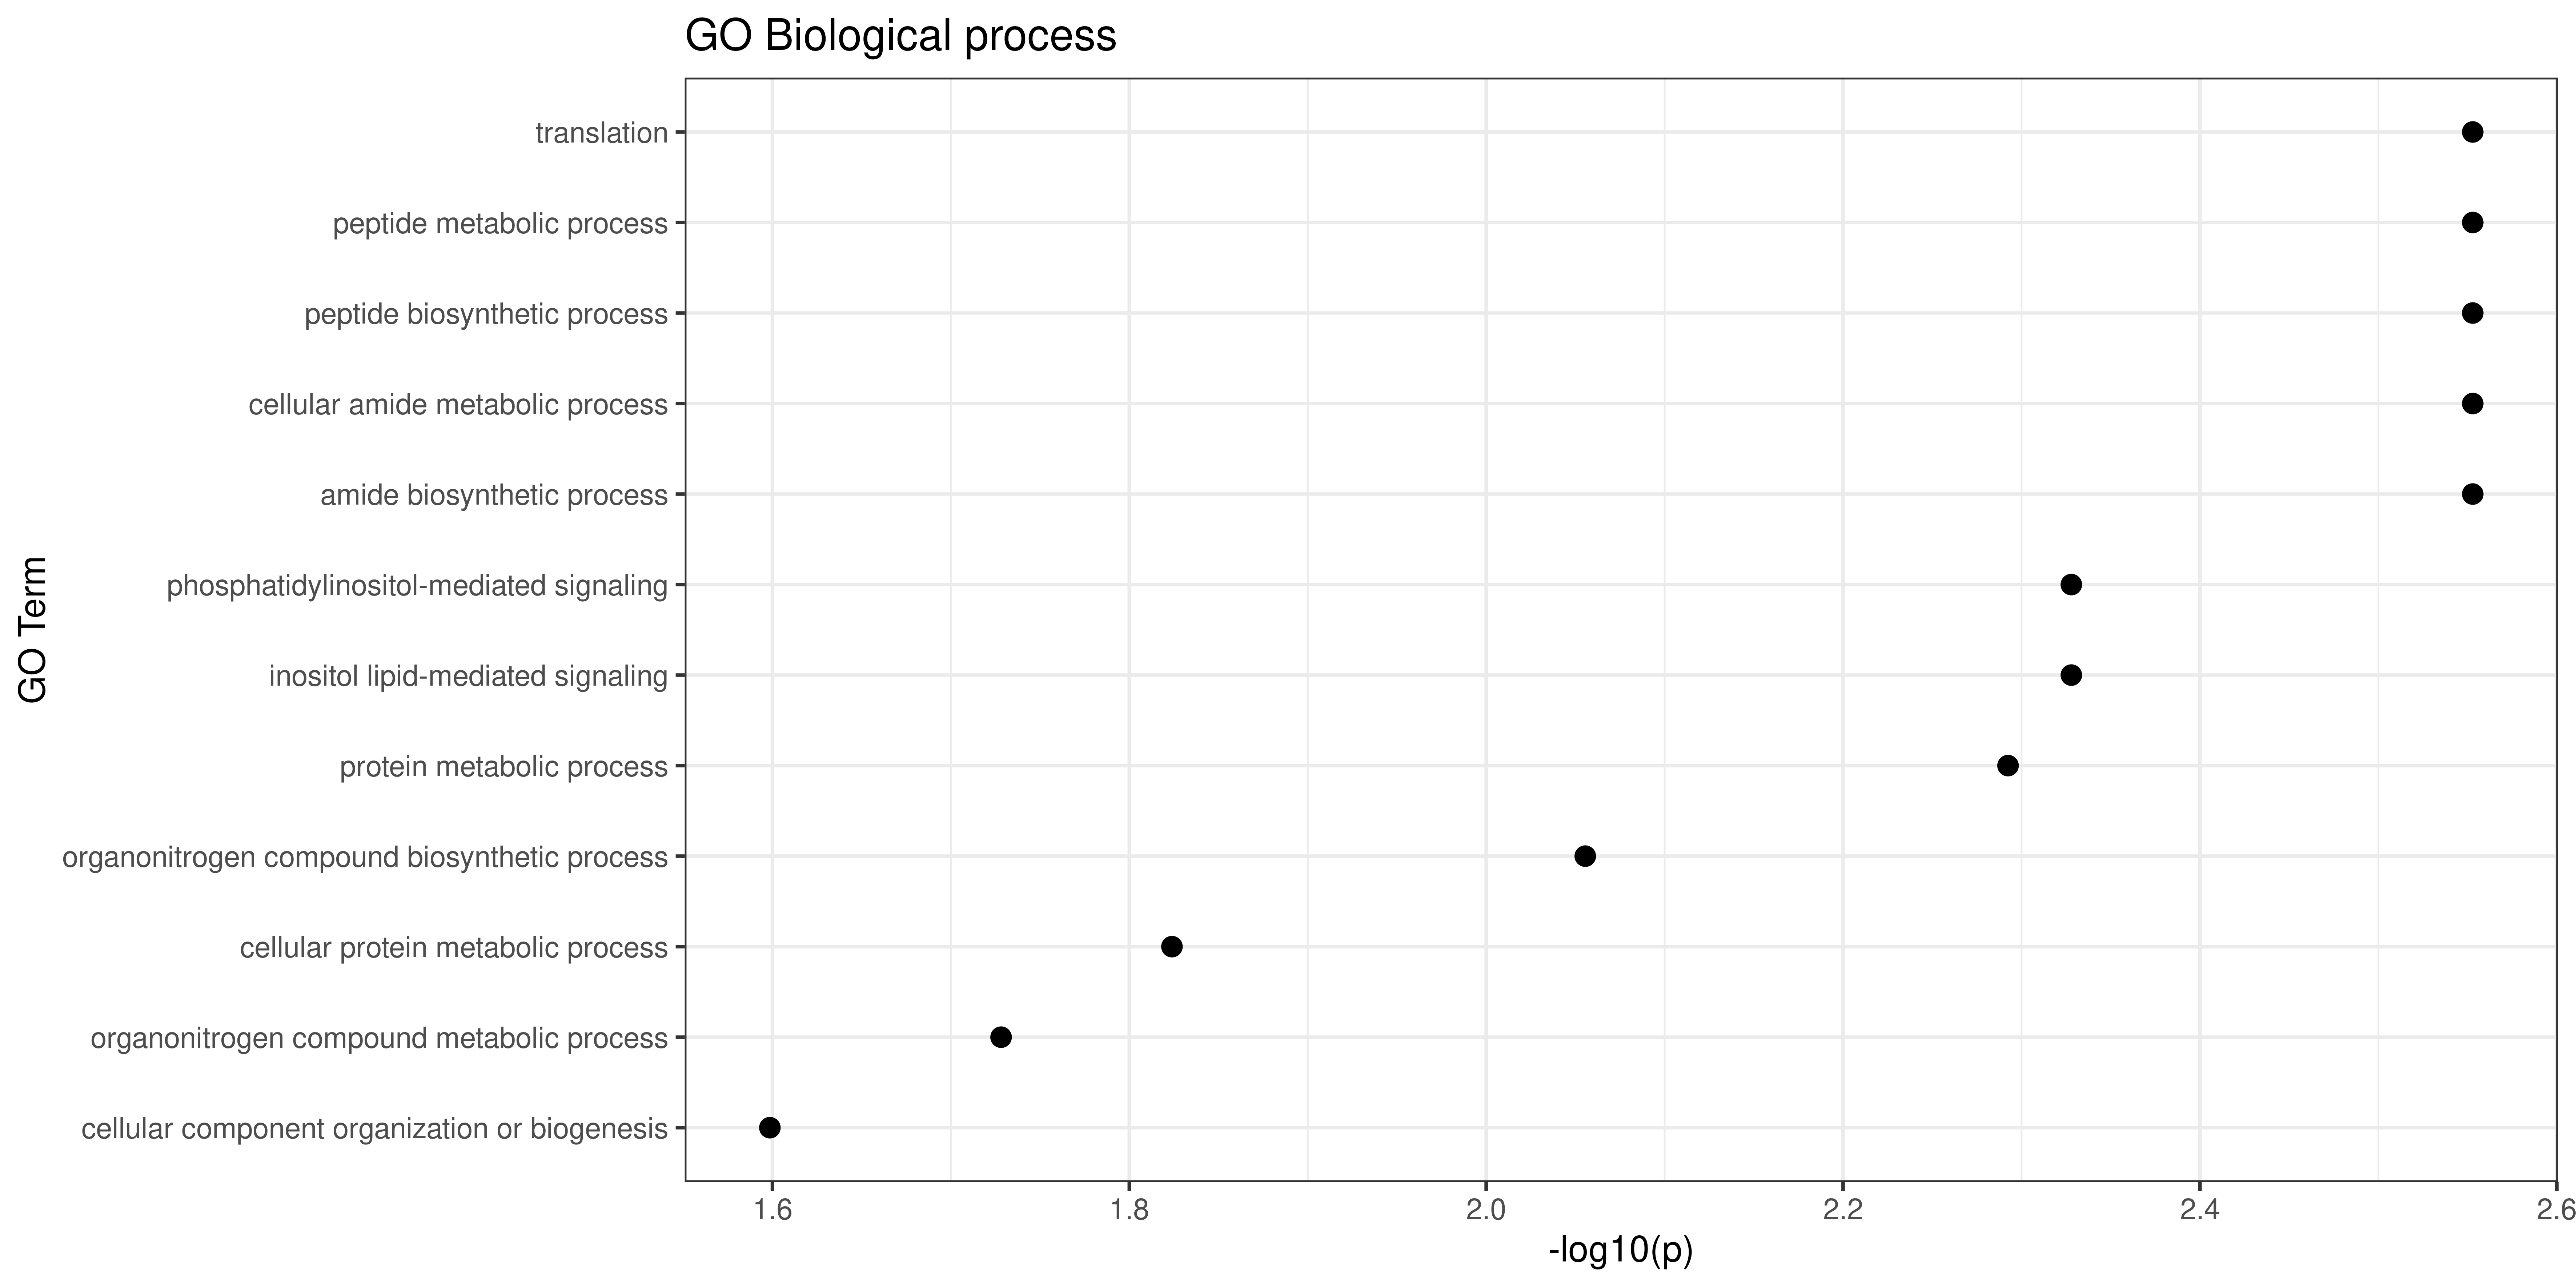 GO Biological process
translation
peptide metabolic process
peptide biosynthetic process
cellular amide metabolic process
amide biosynthetic process
phosphatidylinositol-mediated signaling
inositol lipid-mediated signaling
protein metabolic process
organonitrogen compound biosynthetic process
cellular protein metabolic process
organonitrogen compound metabolic process
cellular component organization or biogenesis
GO Term
1.6 1.8 2.0 2.2 2.4 2.6
-log10(p)